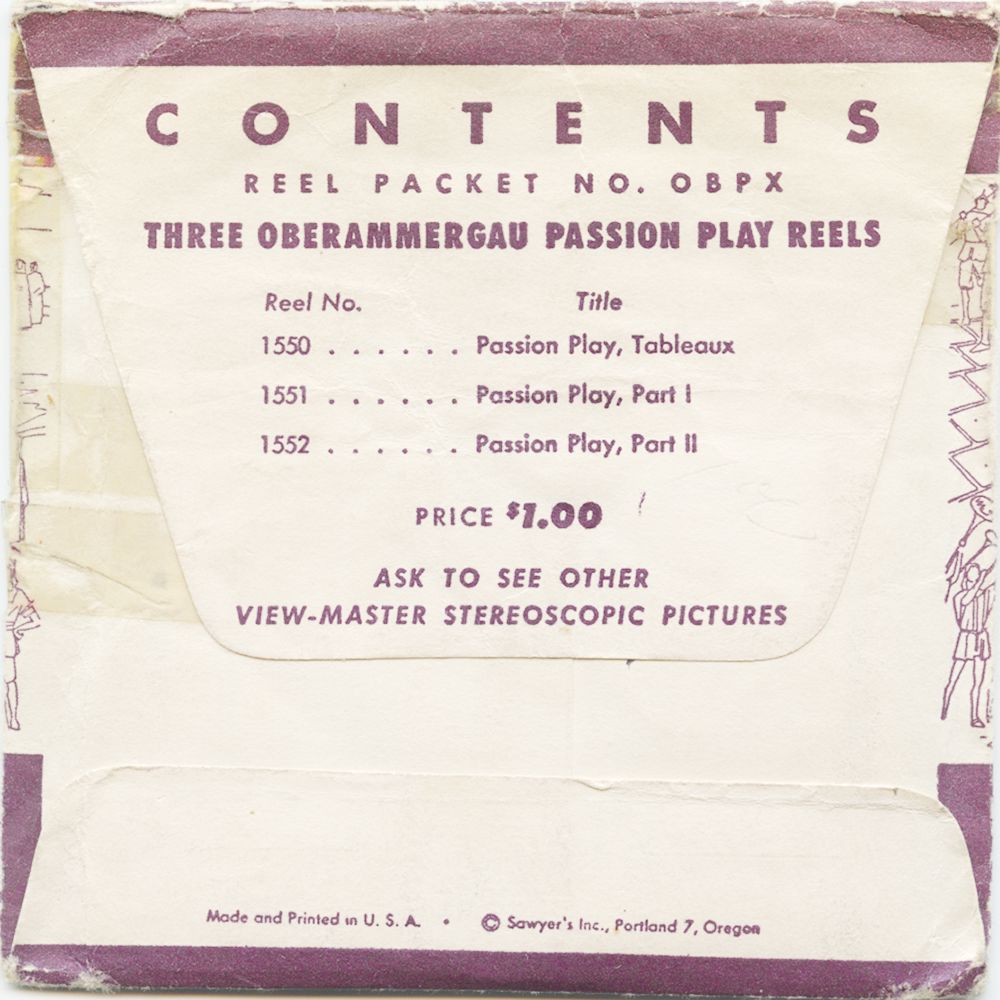 CONTENTS
REEL PACKET NO. OBPX
THREE OBERAMMERGAU PASSION PLAY REELS
Reel No. Title
1550 . . . . . . Passion Play, Tableaux
1551 . . . . . . Passion Play, Part I
1552 . . . . . . Passion Play, Part II
PRICE $1.00
ASK TO SEE OTHER
VIEW-MASTER STEREOSCOPIC PICTURES
Made and Printed in U. S. A. • © Sawyer's Inc., Portland 7, Oregon